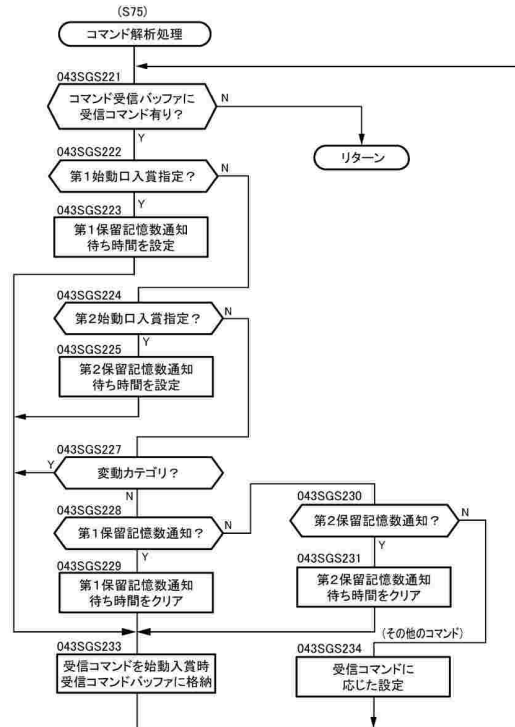 (S75)
コマンド解析処理
043SGS221
コマンド受信バッファに
受信コマンド有り？
N
Y
リターン
043SGS222
第1始動口入賞指定？
N
Y
043SGS223
第1保留記憶数通知
待ち時間を設定
043SGS224
第2始動口入賞指定？
N
Y
043SGS225
第2保留記憶数通知
待ち時間を設定
043SGS227
Y
変動カテゴリ？
N
043SGS228
第1保留記憶数通知？
N
Y
043SGS229
第1保留記憶数通知
待ち時間をクリア
043SGS230
第2保留記憶数通知？
N
Y
043SGS231
第2保留記憶数通知
待ち時間をクリア
043SGS233
受信コマンドを始動入賞時
受信コマンドバッファに格納
(その他のコマンド)
043SGS234
受信コマンドに
応じた設定